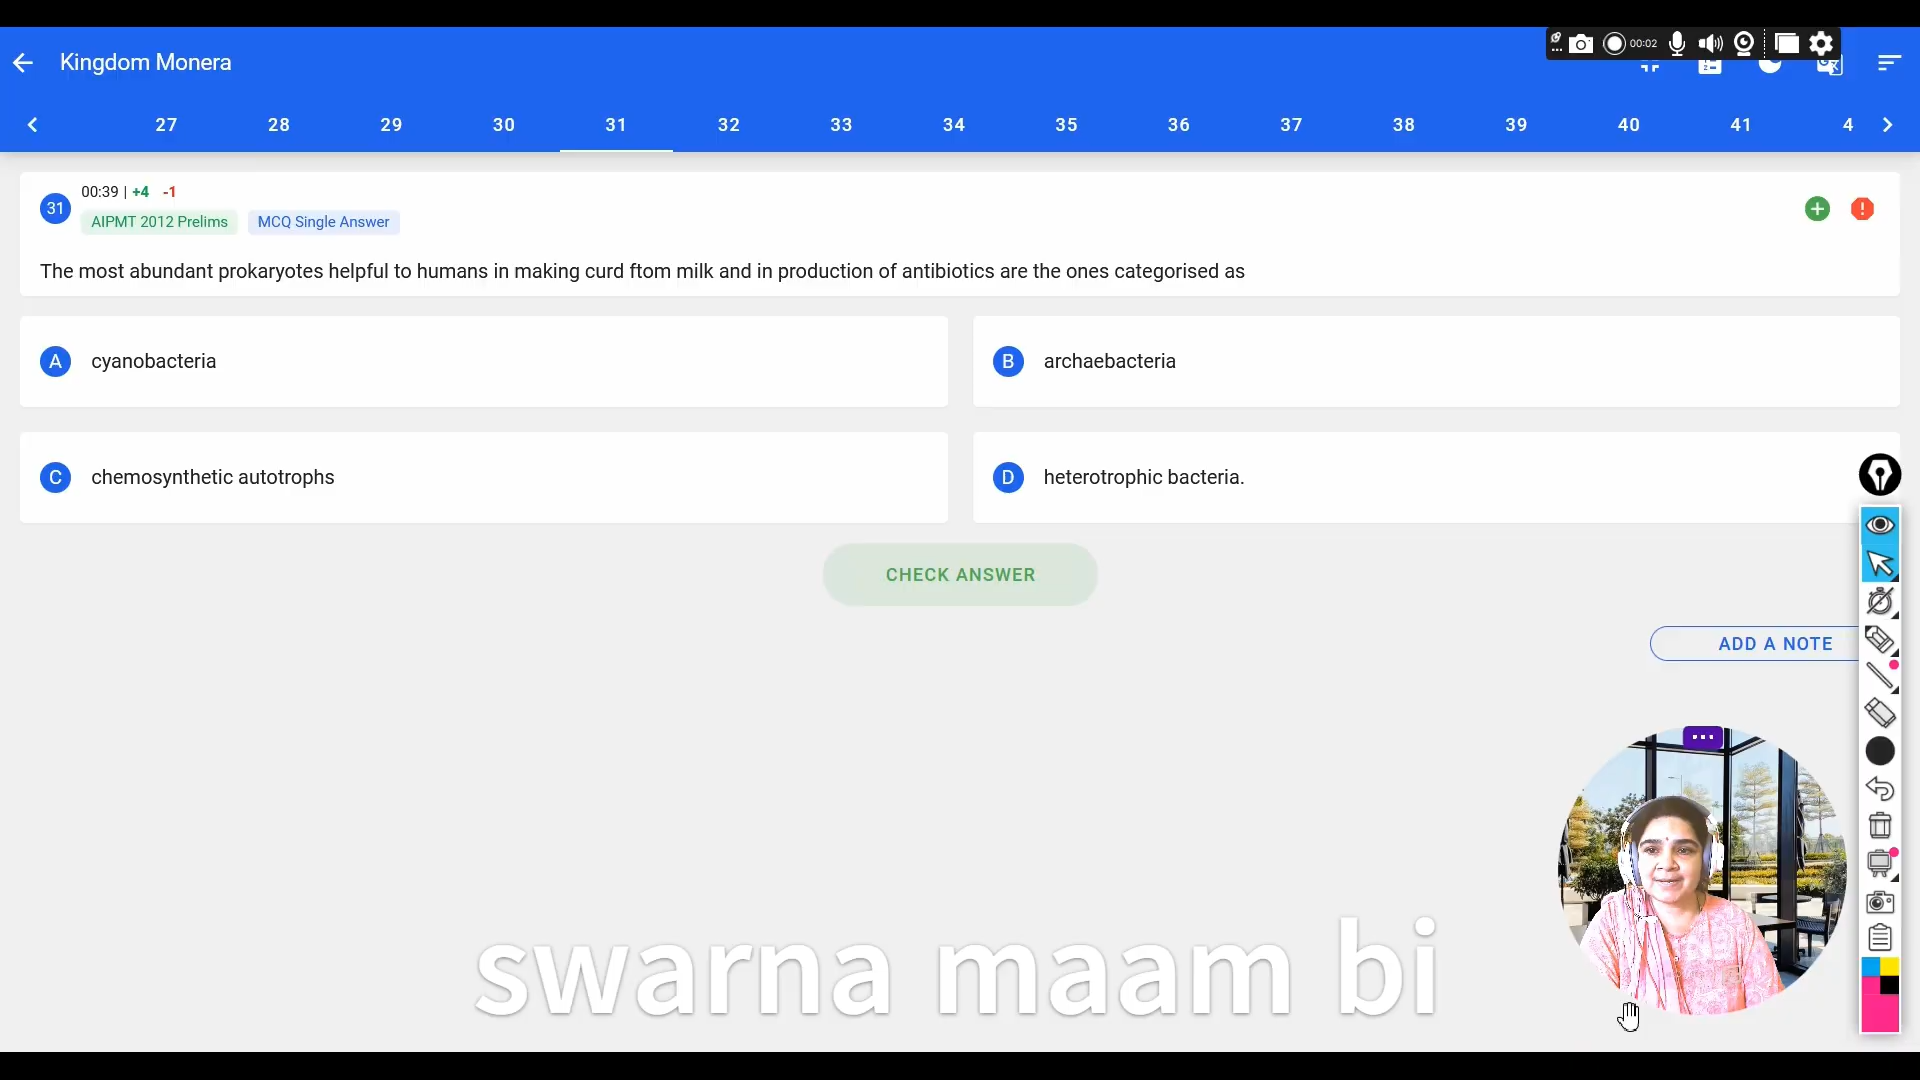 Kingdom Monera
00:02
27 28 29 30 31 32 33 34 35 36 37 38 39 40 41 4
31
00:39 | +4 -1
AIPMT 2012 Prelims MCQ Single Answer
The most abundant prokaryotes helpful to humans in making curd ftom milk and in production of antibiotics are the ones categorised as
A cyanobacteria
B archaebacteria
C chemosynthetic autotrophs
D heterotrophic bacteria.
CHECK ANSWER
ADD A NOTE
swarna maam bi